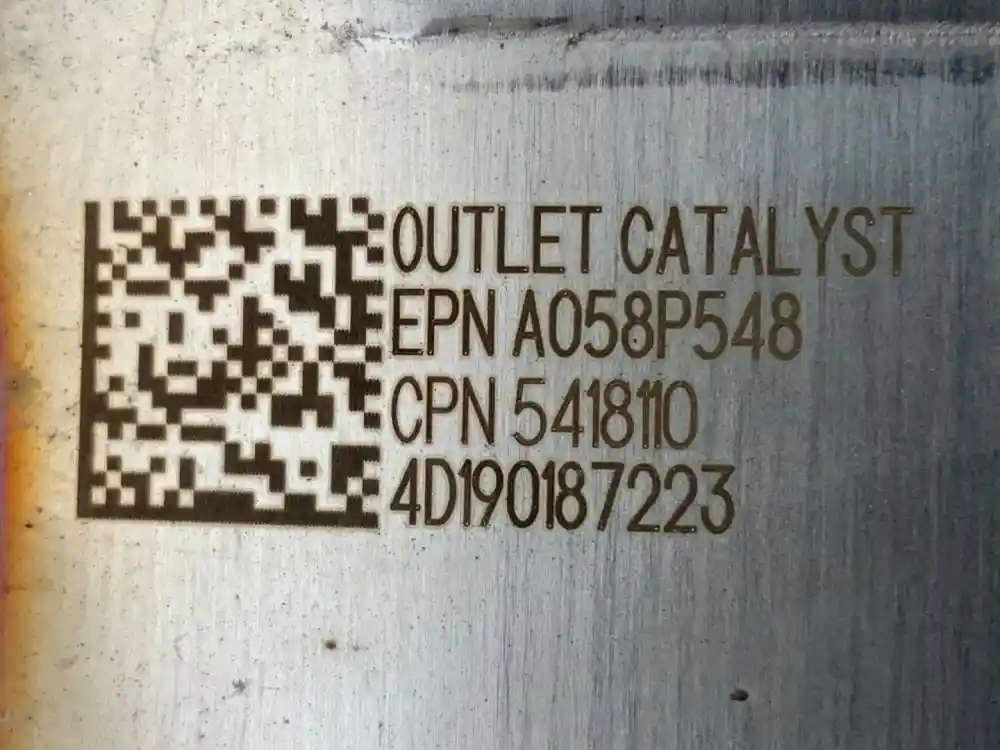 OUTLET CATALYST
EPN A058P548
CPN 5418110
4D190187223